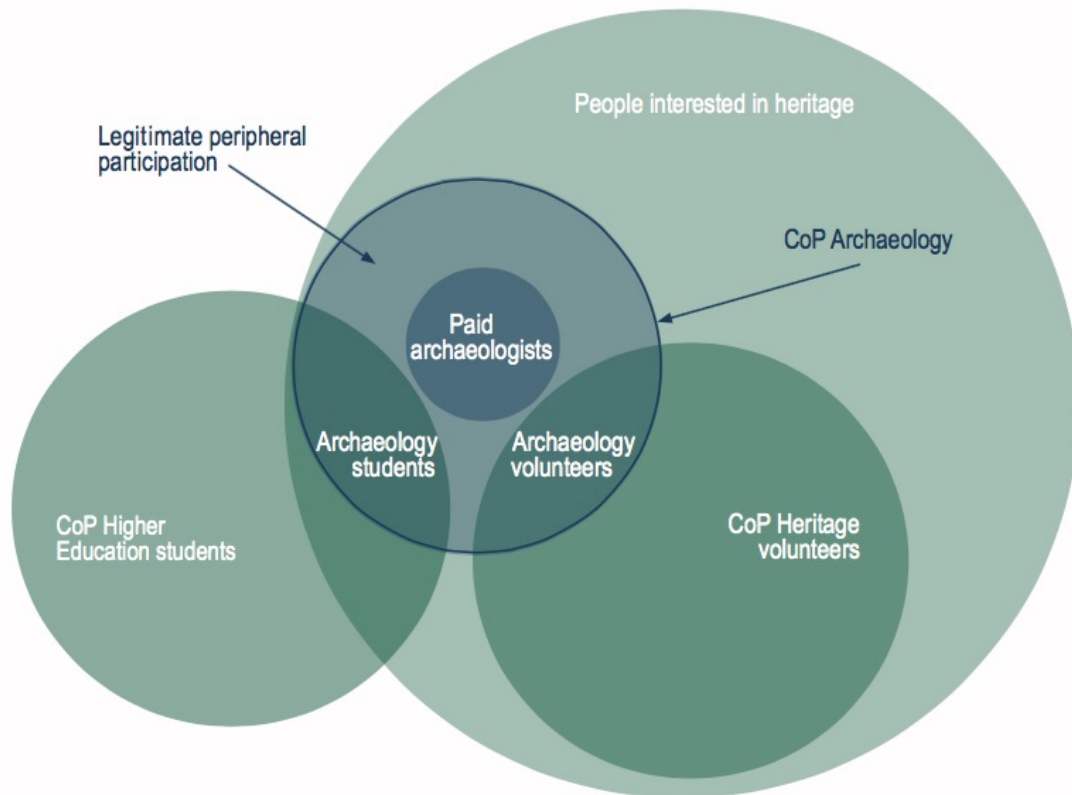 People interested in heritage
Legitimate peripheral
participation
CoP Archaeology
Paid
archaeologists
Archaeology
students
Archaeology
volunteers
CoP Higher
Education students
CoP Heritage
volunteers